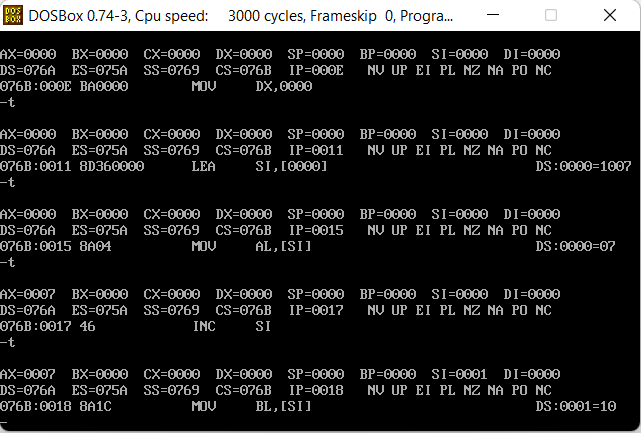 DOS BOX
DOSBox 0.74-3, Cpu speed: 3000 cycles, Frameskip 0, Progra...
AX=0000 BX=0000 CX=0000 DX=0000 SP=0000 BP=0000 SI=0000 DI=0000
DS=076A ES=075A SS=0769 CS=076B IP=000E NV UP EI PL NZ NA PO NC
076B:000E BA0000 MOV DX,0000
-t
AX=0000 BX=0000 CX=0000 DX=0000 SP=0000 BP=0000 SI=0000 DI=0000
DS=076A ES=075A SS=0769 CS=076B IP=0011 NV UP EI PL NZ NA PO NC
076B:0011 8D360000 LEA SI,[0000] DS:0000=1007
-t
AX=0000 BX=0000 CX=0000 DX=0000 SP=0000 BP=0000 SI=0000 DI=0000
DS=076A ES=075A SS=0769 CS=076B IP=0015 NV UP EI PL NZ NA PO NC
076B:0015 8A04 MOV AL,[SI] DS:0000=07
-t
AX=0007 BX=0000 CX=0000 DX=0000 SP=0000 BP=0000 SI=0000 DI=0000
DS=076A ES=075A SS=0769 CS=076B IP=0017 NV UP EI PL NZ NA PO NC
076B:0017 46 INC SI
-t
AX=0007 BX=0000 CX=0000 DX=0000 SP=0000 BP=0000 SI=0001 DI=0000
DS=076A ES=075A SS=0769 CS=076B IP=0018 NV UP EI PL NZ NA PO NC
076B:0018 8A1C MOV BL,[SI] DS:0001=10
-